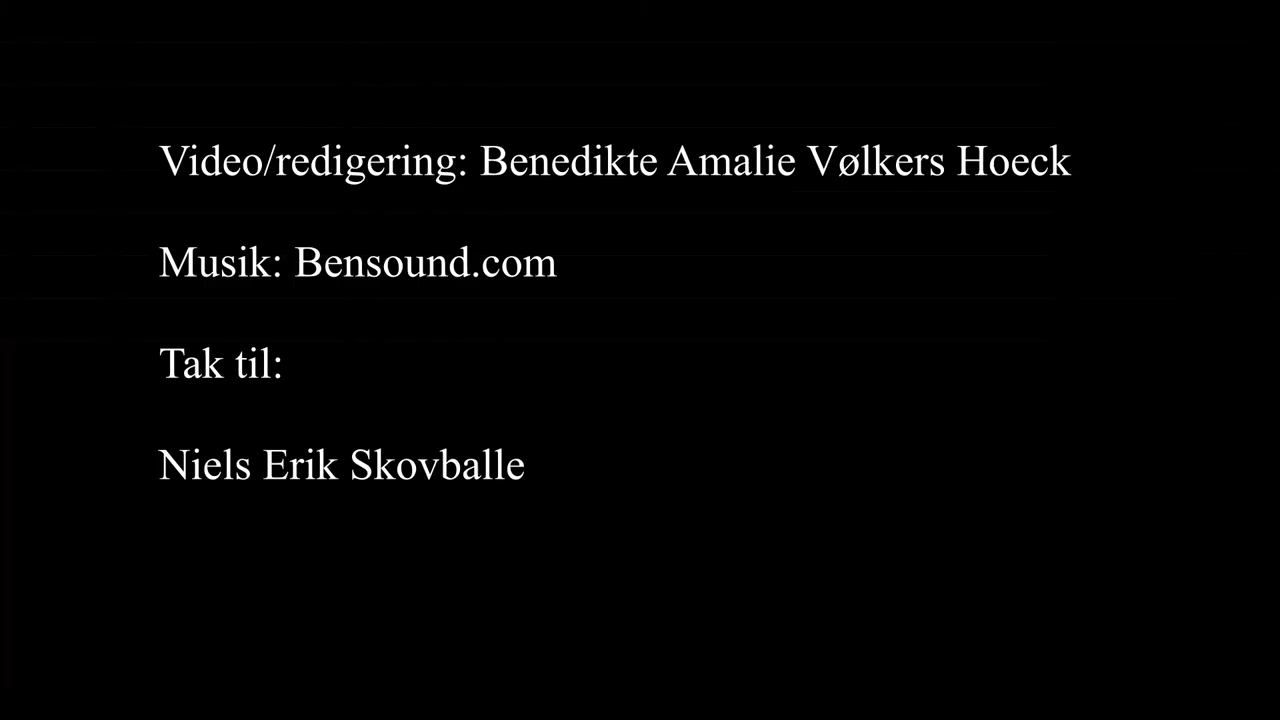 Video/redigering: Benedikte Amalie Vølkers Hoeck
Musik: Bensound.com
Tak til:
Niels Erik Skovballe